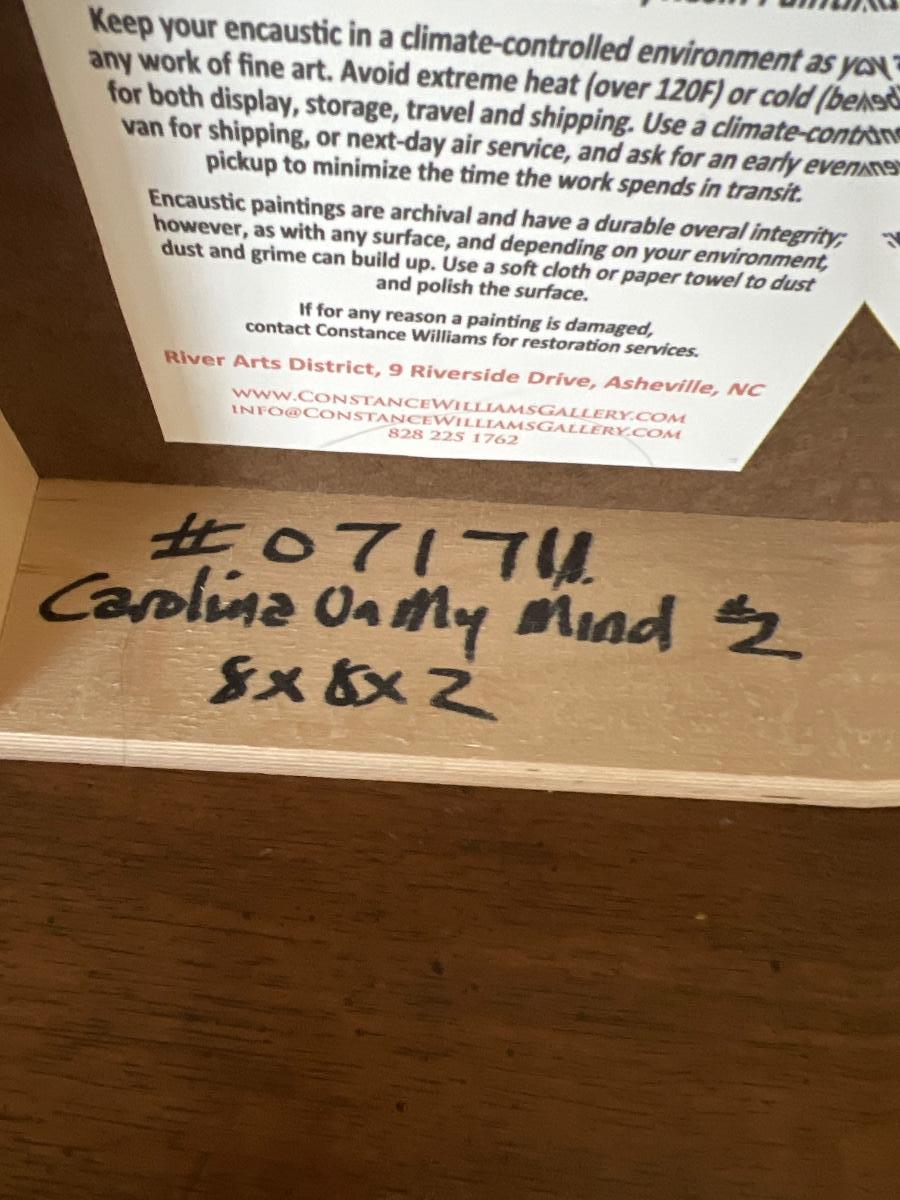 Keep your encaustic in a climate-controlled environment as you
any work of fine art. Avoid extreme heat (over 120F) or cold
for both display, storage, travel and shipping. Use a
van for shipping, or next-day air service, and ask for an early
pickup to minimize the time the work spends in transit.
Encaustic paintings are archival and have a durable overal integrity;
however, as with any surface, and depending on your environment,
dust and grime can build up. Use a soft cloth or paper towel to dust
and polish the surface.
If for any reason a painting is damaged,
contact Constance Williams for restoration services.
River Arts District, 9 Riverside Drive, Asheville, NC
WWW.CONSTANCEWILLIAMSGALLERY.COM
INFO@CONSTANCEWILLIAMSGALLERY.COM
828 225 1762
Carolina On My Mind #2
8x8x2